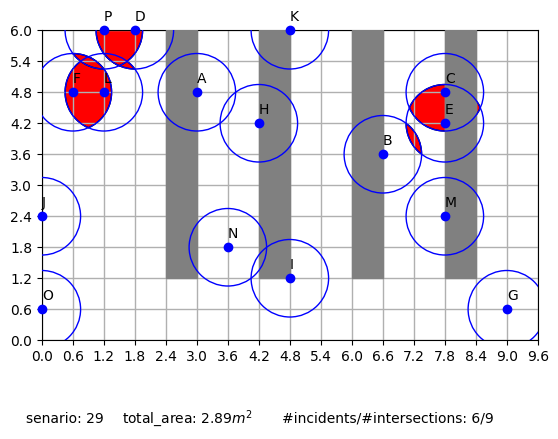 6.0
5.4
4.8
4.2
3.6
3.0
2.4
1.8
1.2
0.6
0.0
P D K
F L A C
H E
B
J M
N
I
O G
0.0 0.6 1.2 1.8 2.4 3.0 3.6 4.2 4.8 5.4 6.0 6.6 7.2 7.8 8.4 9.0 9.6
senario: 29 total_area: 2.89m² #incidents/#intersections: 6/9